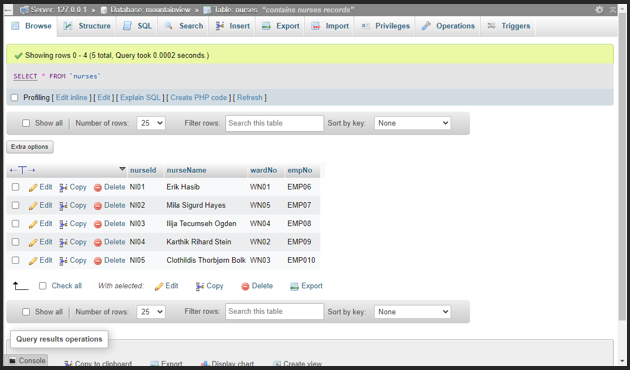 Server: 127.0.0.1 » Database: mountainview » Table: nurses "contains nurses records"
Browse Structure SQL Search Insert Export Import Privileges Operations Triggers
Showing rows 0 - 4 (5 total, Query took 0.0002 seconds.)
SELECT * FROM `nurses`
Profiling [ Edit inline ] [ Edit ] [ Explain SQL ] [ Create PHP code ] [ Refresh ]
Show all | Number of rows: 25 Filter rows: Search this table Sort by key: None
Extra options
←T→ nurseId nurseName wardNo empNo
Edit Copy Delete NI01 Erik Hasib WN01 EMP06
Edit Copy Delete NI02 Mila Sigurd Hayes WN05 EMP07
Edit Copy Delete NI03 Ilija Tecumseh Ogden WN04 EMP08
Edit Copy Delete NI04 Karthik Rihard Stein WN02 EMP09
Edit Copy Delete NI05 Clothildis Thorbjørn Bolk WN03 EMP010
Check all With selected: Edit Copy Delete Export
Show all | Number of rows: 25 Filter rows: Search this table Sort by key: None
Query results operations
Console Copy to clipboard Export Display chart Create view